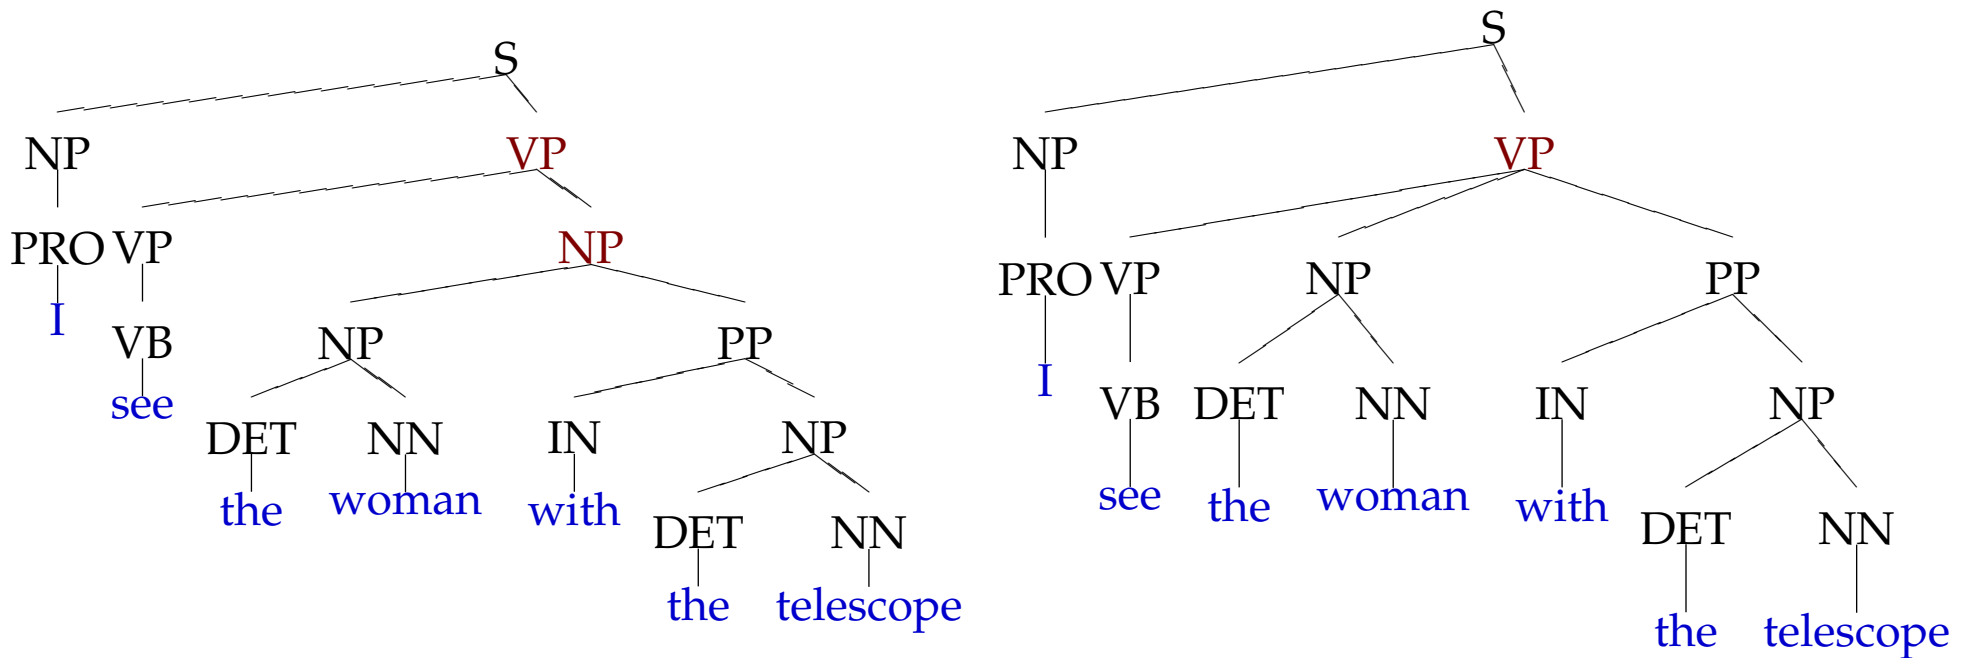 S
NP VP
PRO VP NP
I VB NP PP
see DET NN IN NP
the woman with DET NN
the telescope
S
NP VP
PRO VP NP PP
I VB DET NN IN NP
see the woman with DET NN
the telescope